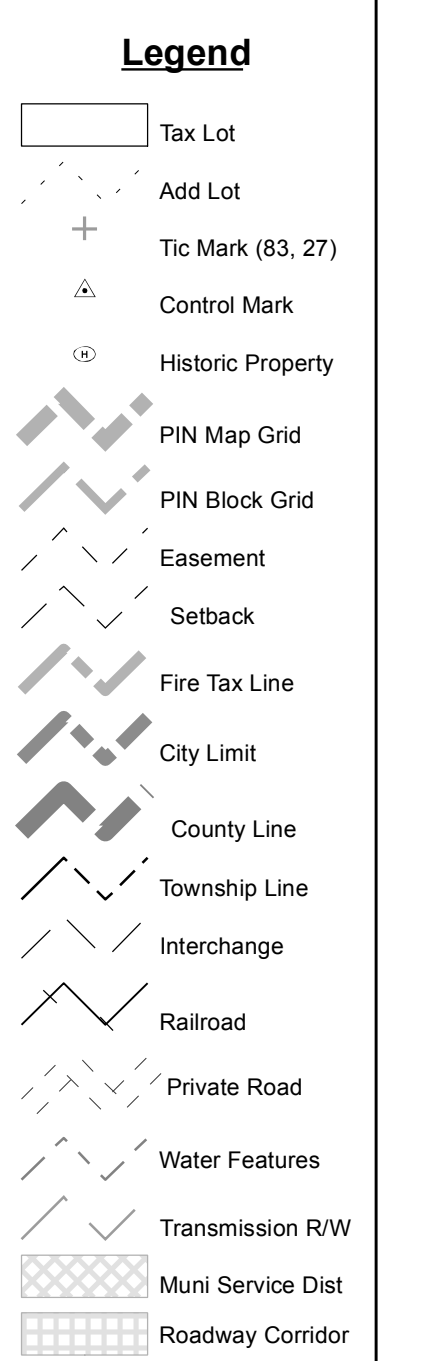 Legend
Tax Lot
Add Lot
Tic Mark (83, 27)
Control Mark
H
Historic Property
PIN Map Grid
PIN Block Grid
Easement
Setback
Fire Tax Line
City Limit
County Line
Township Line
Interchange
Railroad
Private Road
Water Features
Transmission R/W
Muni Service Dist
Roadway Corridor